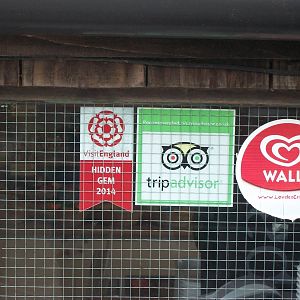 VisitEngland
HIDDEN
GEM
2014
tripadvisor
WALL